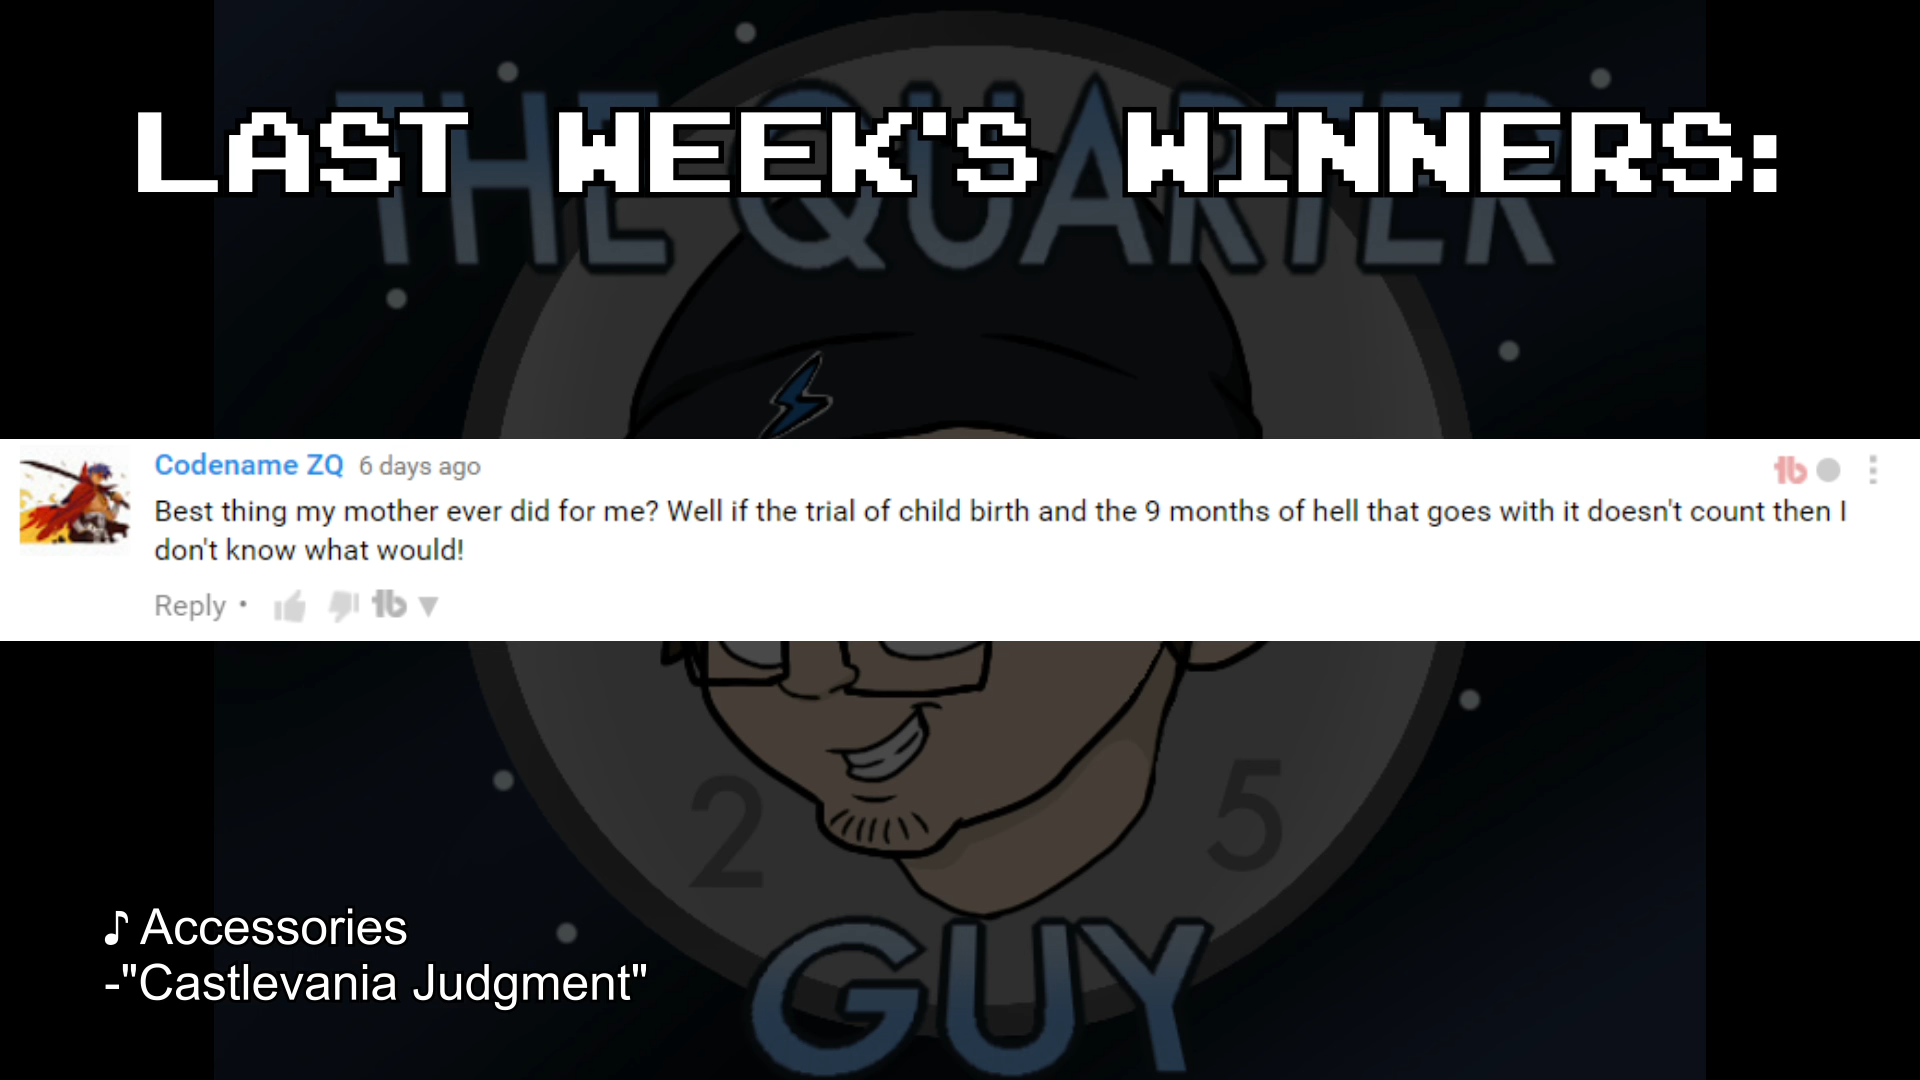 THE QUARTER
LAST WEEK'S WINNERS:
Codename ZQ 6 days ago
Best thing my mother ever did for me? Well if the trial of child birth and the 9 months of hell that goes with it doesn't count then I
don't know what would!
Reply •
2 5
♪ Accessories
-"Castlevania Judgment"
GUY